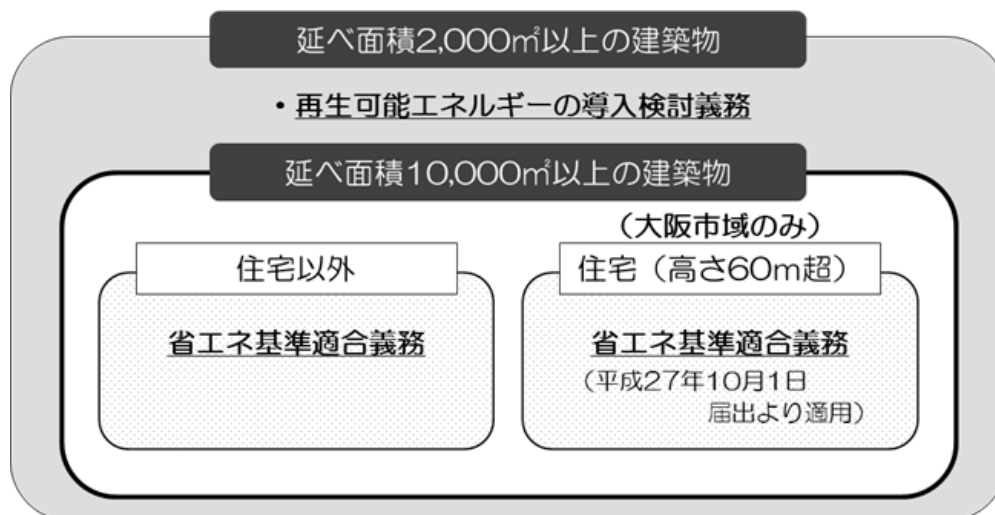 延べ面積2,000㎡以上の建築物
・再生可能エネルギーの導入検討義務
延べ面積10,000㎡以上の建築物
住宅以外
省エネ基準適合義務
(大阪市域のみ)
住宅(高さ60m超)
省エネ基準適合義務
(平成27年10月1日
届出より適用)